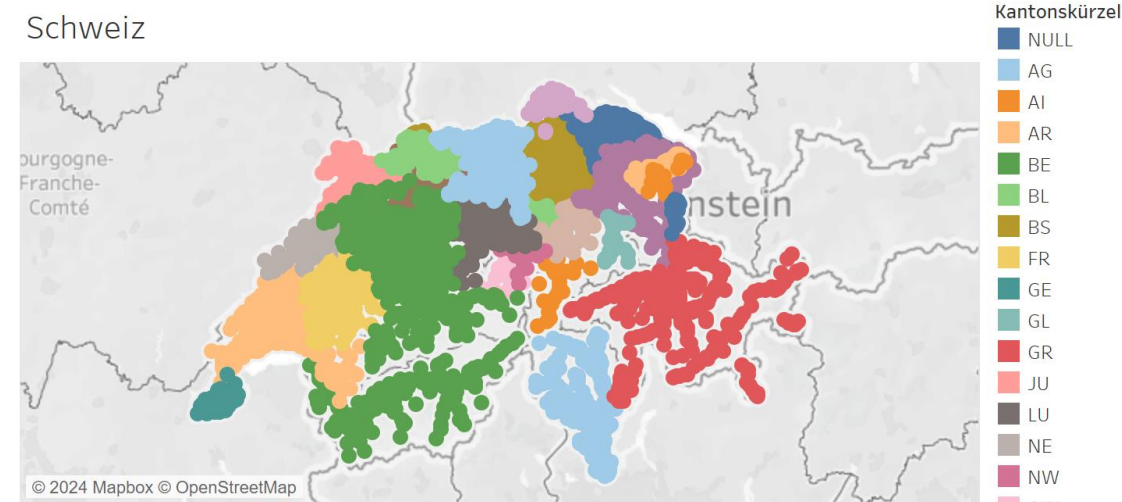 Schweiz
Kantonskürzel
NULL
AG
AI
AR
BE
BL
BS
FR
GE
GL
GR
JU
LU
NE
NW
ourgogne-
Franche-
Comté
nstein
© 2024 Mapbox © OpenStreetMap